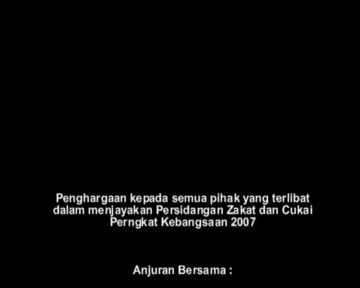 Penghargaan kepada semua pihak yang terlibat
dalam menjayakan Persidangan Zakat dan Cukai
Perngkat Kebangsaan 2007
Anjuran Bersama :